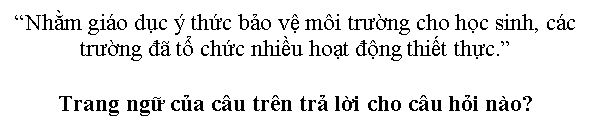 “Nhằm giáo dục ý thức bảo vệ môi trường cho học sinh, các
trường đã tổ chức nhiều hoạt động thiết thực.”
Trang ngữ của câu trên trả lời cho câu hỏi nào?